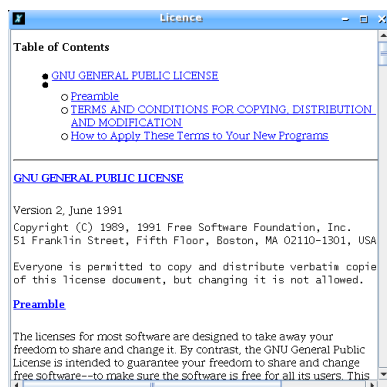 Licence
Table of Contents
GNU GENERAL PUBLIC LICENSE
Preamble
TERMS AND CONDITIONS FOR COPYING, DISTRIBUTION
AND MODIFICATION
How to Apply These Terms to Your New Programs
GNU GENERAL PUBLIC LICENSE
Version 2, June 1991
Copyright (C) 1989, 1991 Free Software Foundation, Inc.
51 Franklin Street, Fifth Floor, Boston, MA 02110-1301, USA
Everyone is permitted to copy and distribute verbatim copie
of this license document, but changing it is not allowed.
Preamble
The licenses for most software are designed to take away your
freedom to share and change it. By contrast, the GNU General Public
License is intended to guarantee your freedom to share and change
free software--to make sure the software is free for all its users. This